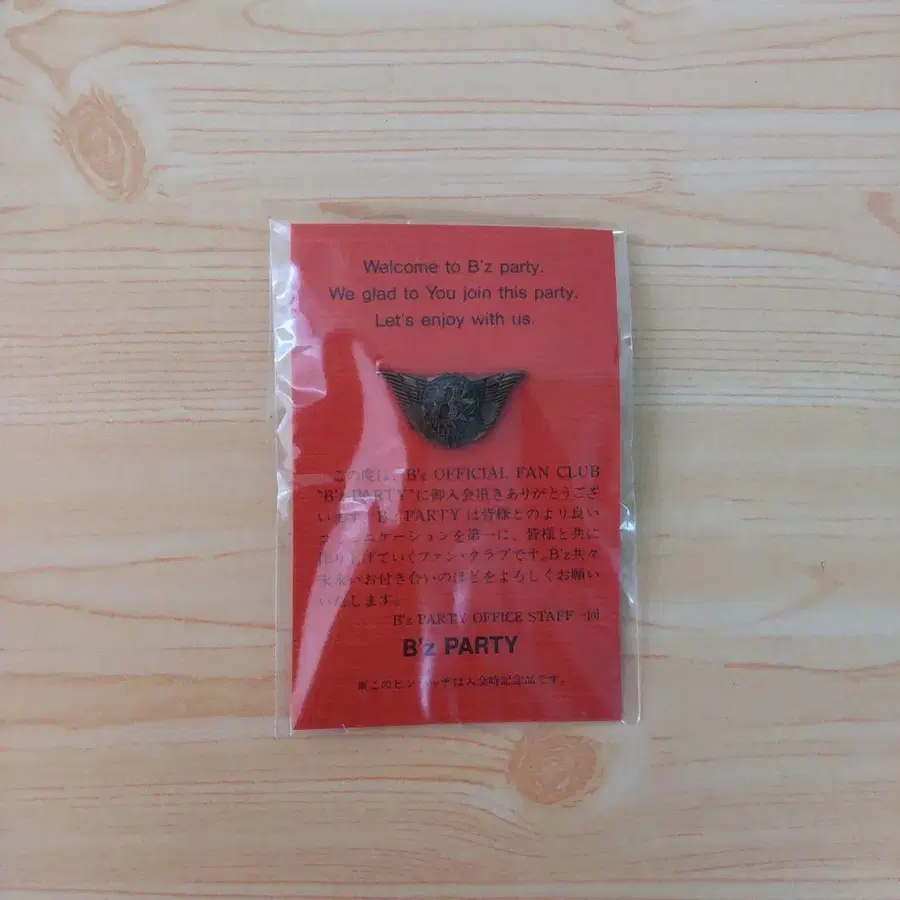 Welcome to B'z party.
We glad to You join this party.
Let's enjoy with us.
この度は、B'z OFFICIAL FAN CLUB
"B'z PARTY"に御入会頂きありがとうござ
います。B'z PARTYは皆様とのより良い
コミュニケーションを第一に、皆様と共に
作り上げていくファン・クラブです。B'z共々
末永いお付き合いのほどをよろしくお願い
いたします。
B'z PARTY OFFICE STAFF 一同
B'z PARTY
※このピンバッヂは入会時記念品です。